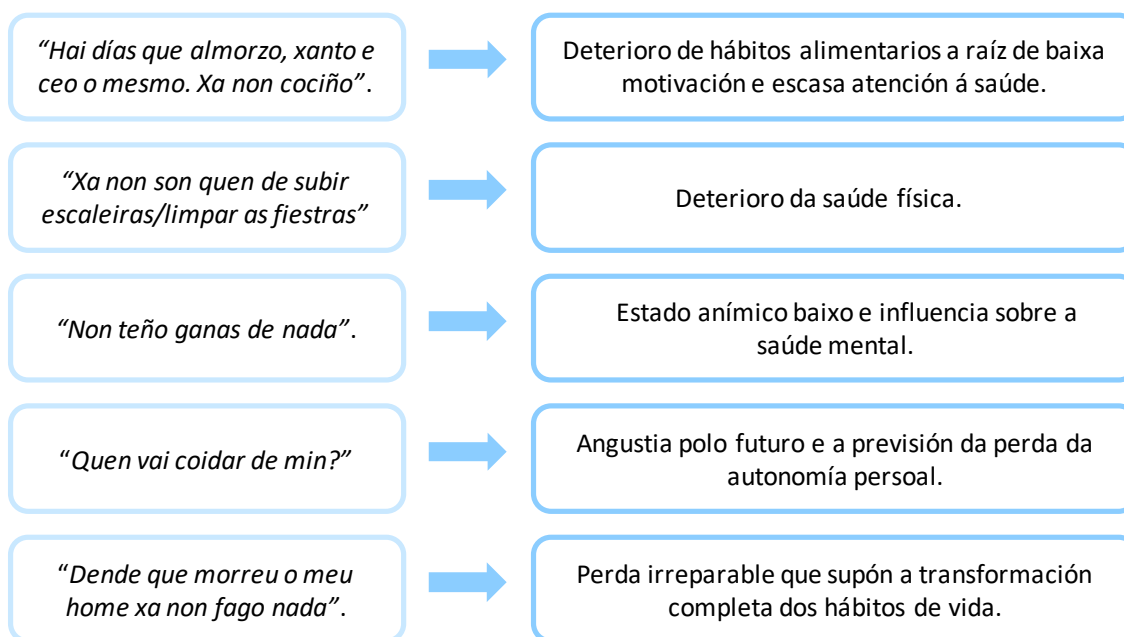 “Hai días que almorzo, xanto e
ceo o mesmo. Xa non cociño”.
Deterioro de hábitos alimentarios a raíz de baixa
motivación e escasa atención á saúde.
“Xa non son quen de subir
escaleiras/limpar as fiestras”
Deterioro da saúde física.
“Non teño ganas de nada”.
Estado anímico baixo e influencia sobre a
saúde mental.
“Quen vai coidar de min?”
Angustia polo futuro e a previsión da perda da
autonomía persoal.
“Dende que morreu o meu
home xa non fago nada”.
Perda irreparable que supón a transformación
completa dos hábitos de vida.